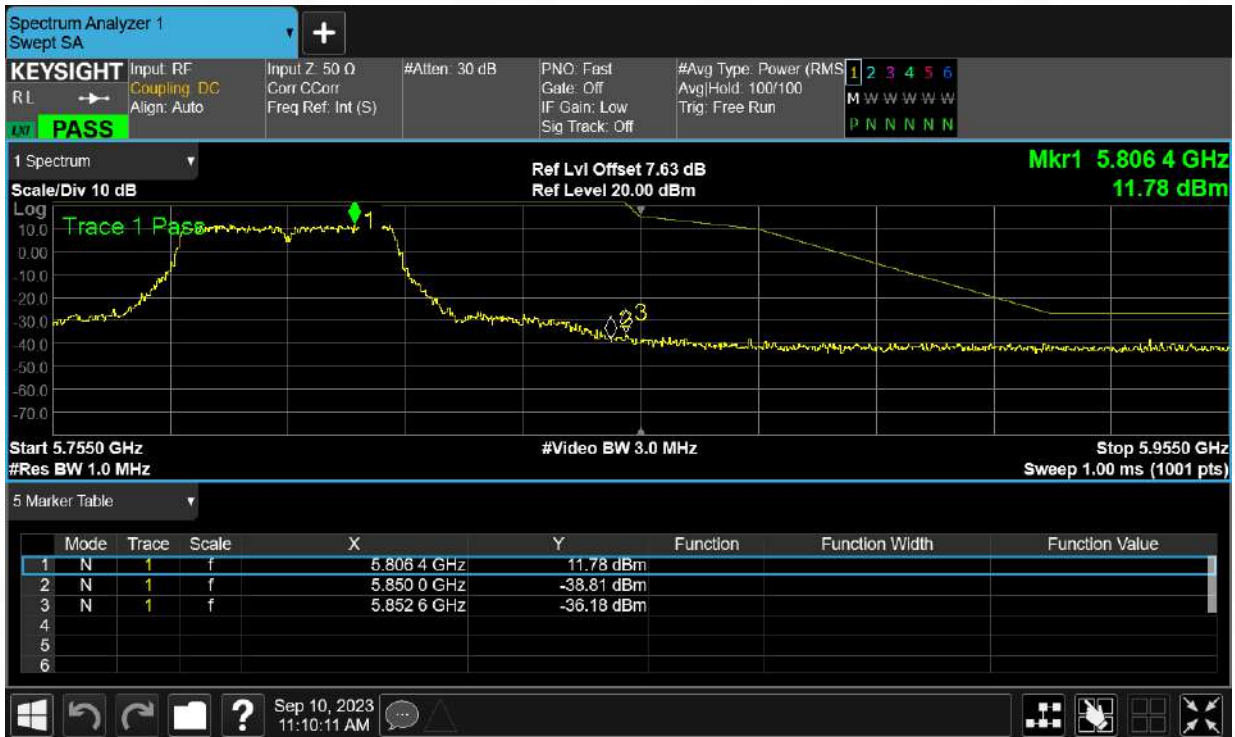 Spectrum Analyzer 1
Swept SA
KEYSIGHT Input: RF Input Z: 50 Ω #Atten: 30 dB PNO: Fast #Avg Type: Power (RMS 1 2 3 4 5 6
RL Coupling: DC Corr CCorr Gate: Off Avg|Hold: 100/100 M W W W W W
Align: Auto Freq Ref: Int (S) IF Gain: Low Trig: Free Run
LXI PASS Sig Track: Off P N N N N N
1 Spectrum Ref Lvl Offset 7.63 dB Mkr1 5.806 4 GHz
Scale/Div 10 dB Ref Level 20.00 dBm 11.78 dBm
Log
Trace 1 Pass
1
10.0
0.00
-10.0
-20.0
-30.0
2 3
-40.0
-50.0
-60.0
-70.0
Start 5.7550 GHz #Video BW 3.0 MHz Stop 5.9550 GHz
#Res BW 1.0 MHz Sweep 1.00 ms (1001 pts)
5 Marker Table
Mode Trace Scale X Y Function Function Width Function Value
1 N 1 f 5.806 4 GHz 11.78 dBm
2 N 1 f 5.850 0 GHz -38.81 dBm
3 N 1 f 5.852 6 GHz -36.18 dBm
4
5
6
? Sep 10, 2023
11:10:11 AM